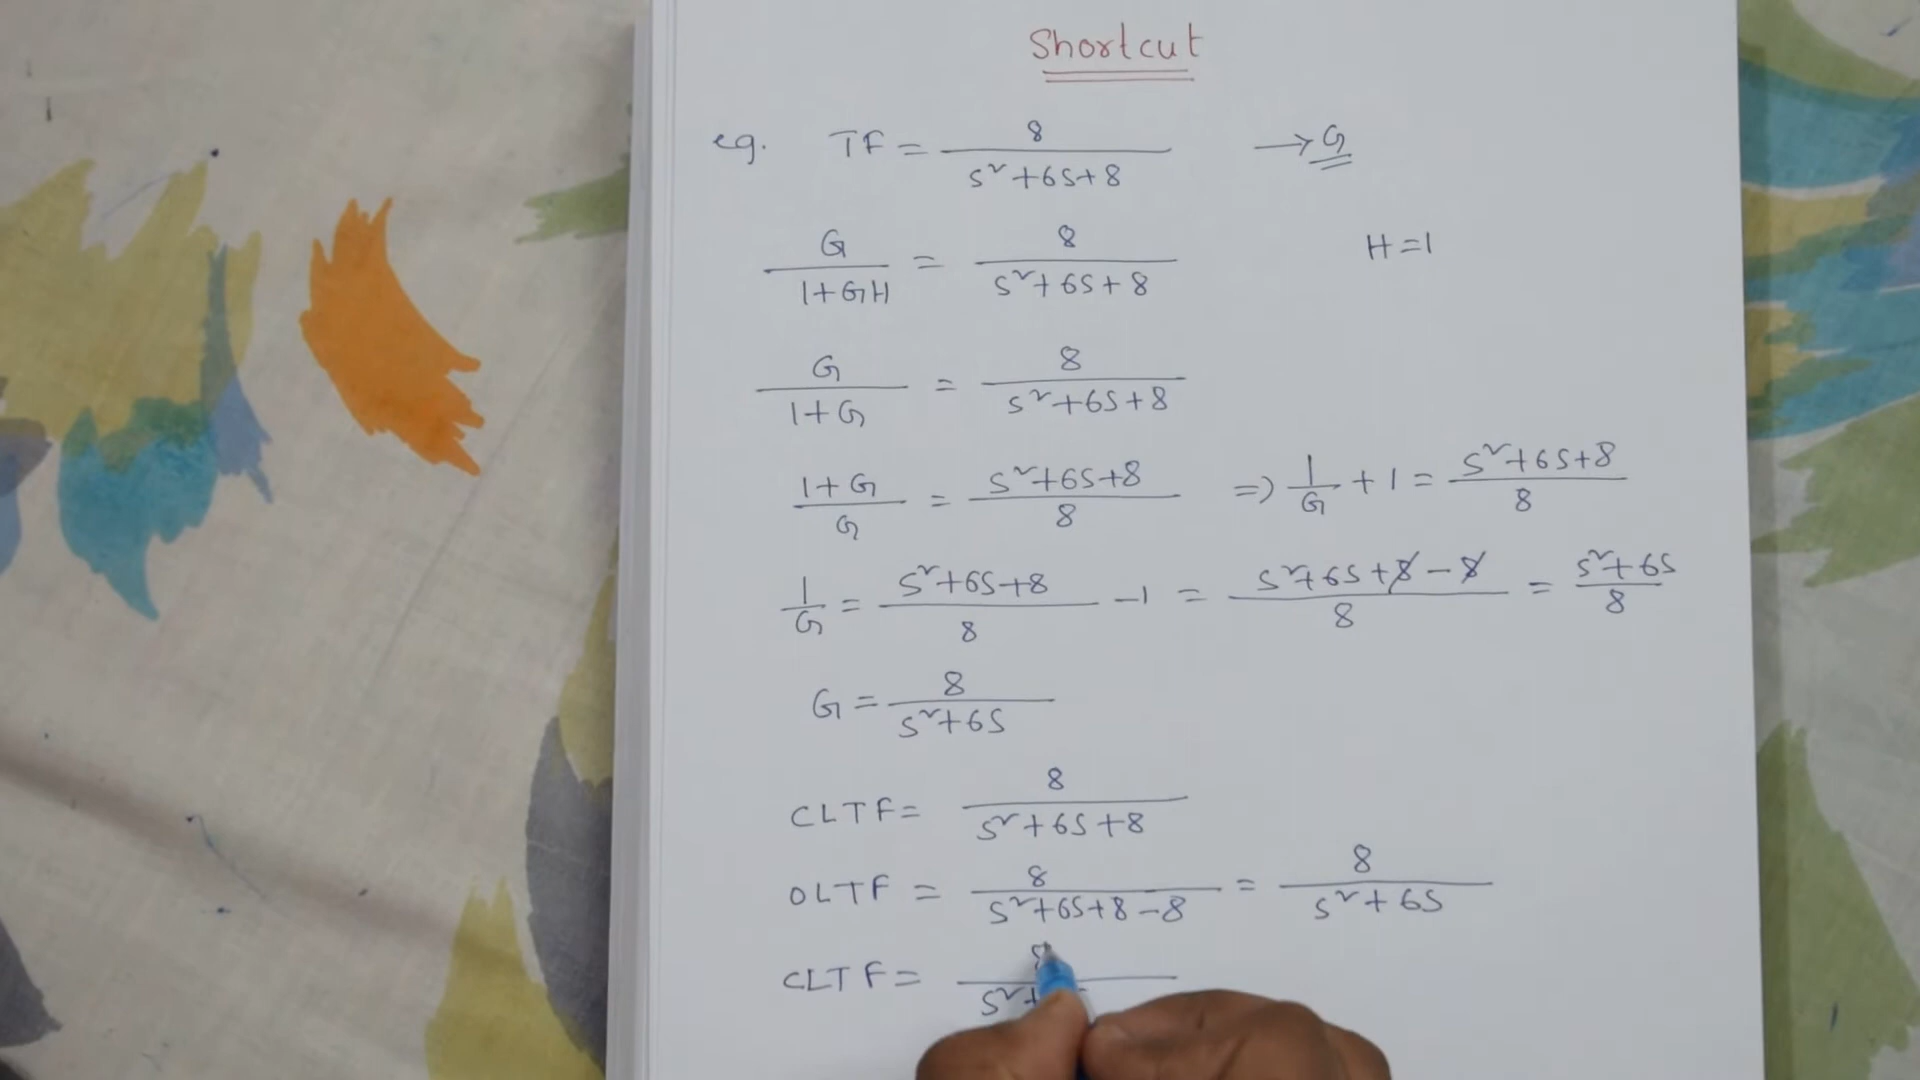 Shortcut
eg. TF = 8 / (s²+6s+8) → G
G / (1+GH) = 8 / (s²+6s+8) H=1
G / (1+G) = 8 / (s²+6s+8)
(1+G) / G = (s²+6s+8) / 8 ⇒ 1/G + 1 = (s²+6s+8) / 8
1/G = (s²+6s+8) / 8 − 1 = (s²+6s+8−8) / 8 = (s²+6s) / 8
G = 8 / (s²+6s)
CLTF = 8 / (s²+6s+8)
OLTF = 8 / (s²+6s+8−8) = 8 / (s²+6s)
CLTF = 8 / (s²+